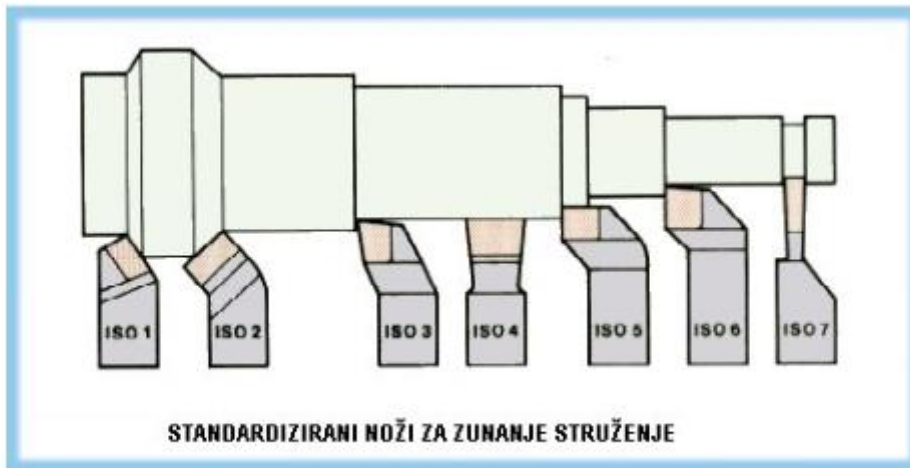 ISO 1 ISO 2 ISO 3 ISO 4 ISO 5 ISO 6 ISO 7
STANDARDIZIRANI NOŽI ZA ZUNANJE STRUŽENJE